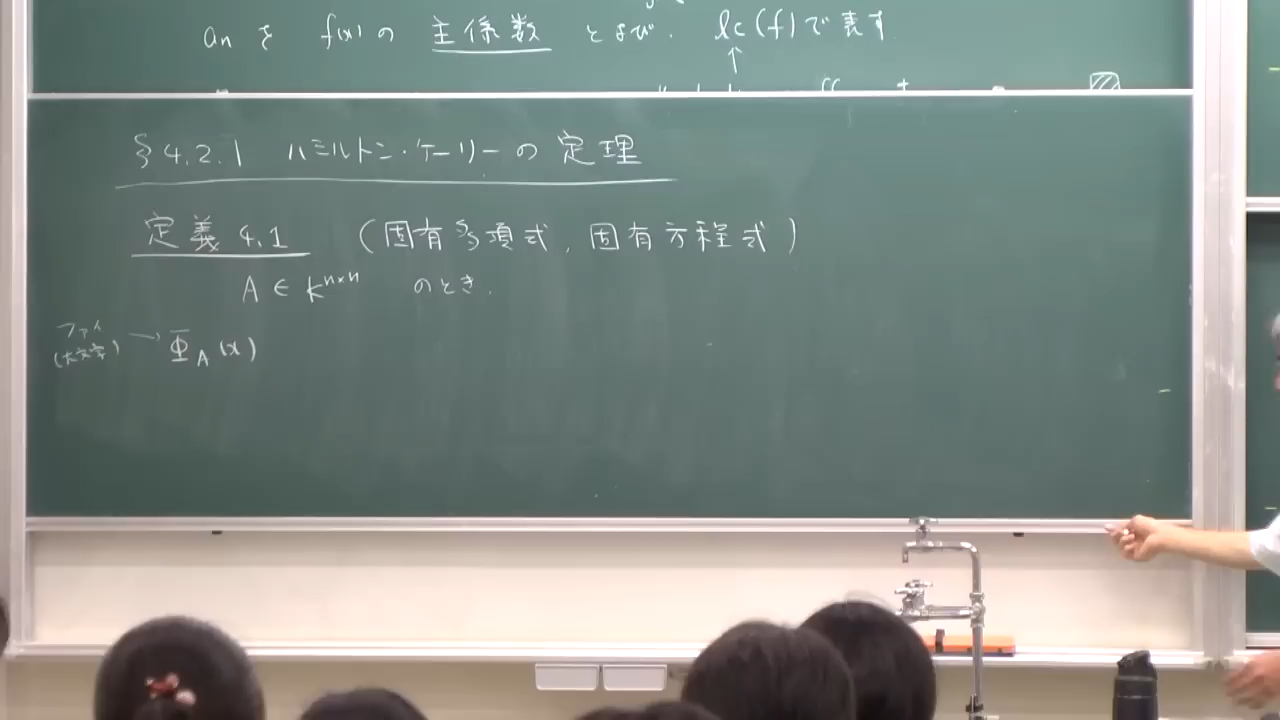 anを f(x)の 主係数 とよび. lc(f)で表す
↑
§4.2.1 ハミルトン・ケーリーの定理
定義 4.1 (固有多項式, 固有方程式)
A ∈ K^{n×n} のとき.
ファイ
(大文字) → Φ_A(x)